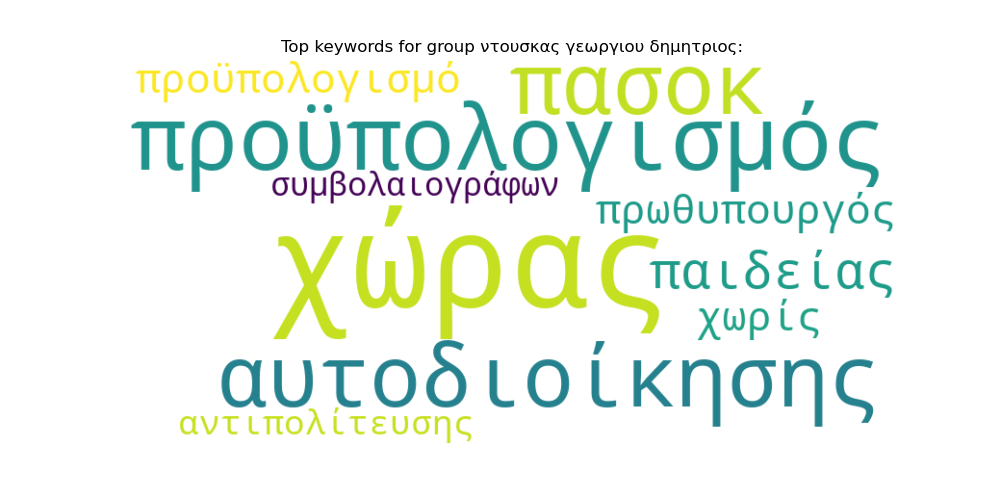 Top keywords for group ντουσκας γεωργιου δημητριος:
προϋπολογισμό
πασοκ
προϋπολογισμός
συμβολαιογράφων
πρωθυπουργός
χώρας
παιδείας
χωρίς
αυτοδιοίκησης
αντιπολίτευσης